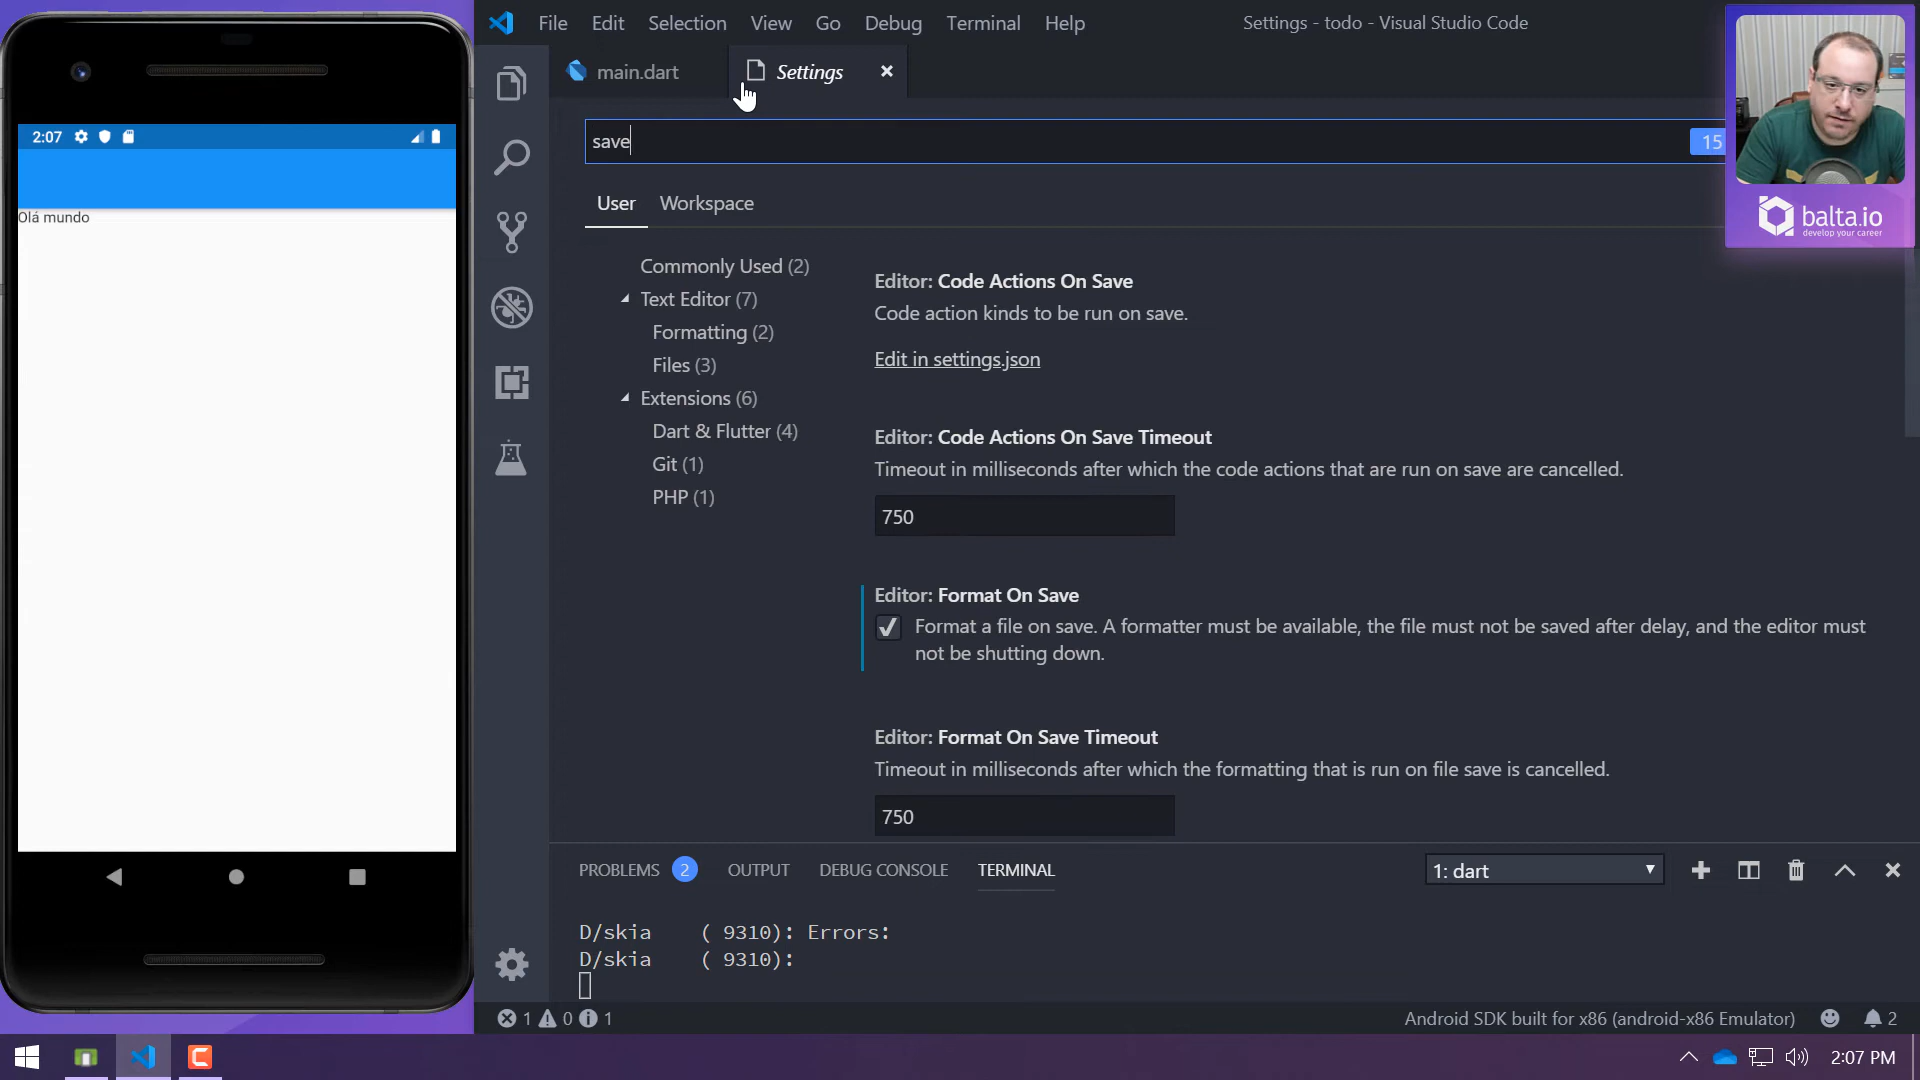 File Edit Selection View Go Debug Terminal Help
Settings - todo - Visual Studio Code
main.dart
Settings
save
15
balta.io
develop your career
2:07
Olá mundo
User Workspace
Commonly Used (2)
Text Editor (7)
Formatting (2)
Files (3)
Extensions (6)
Dart & Flutter (4)
Git (1)
PHP (1)
Editor: Code Actions On Save
Code action kinds to be run on save.
Edit in settings.json
Editor: Code Actions On Save Timeout
Timeout in milliseconds after which the code actions that are run on save are cancelled.
750
Editor: Format On Save
Format a file on save. A formatter must be available, the file must not be saved after delay, and the editor must
not be shutting down.
Editor: Format On Save Timeout
Timeout in milliseconds after which the formatting that is run on file save is cancelled.
750
PROBLEMS 2 OUTPUT DEBUG CONSOLE TERMINAL
1: dart
D/skia ( 9310): Errors:
D/skia ( 9310):
1 0 1
Android SDK built for x86 (android-x86 Emulator)
2
2:07 PM